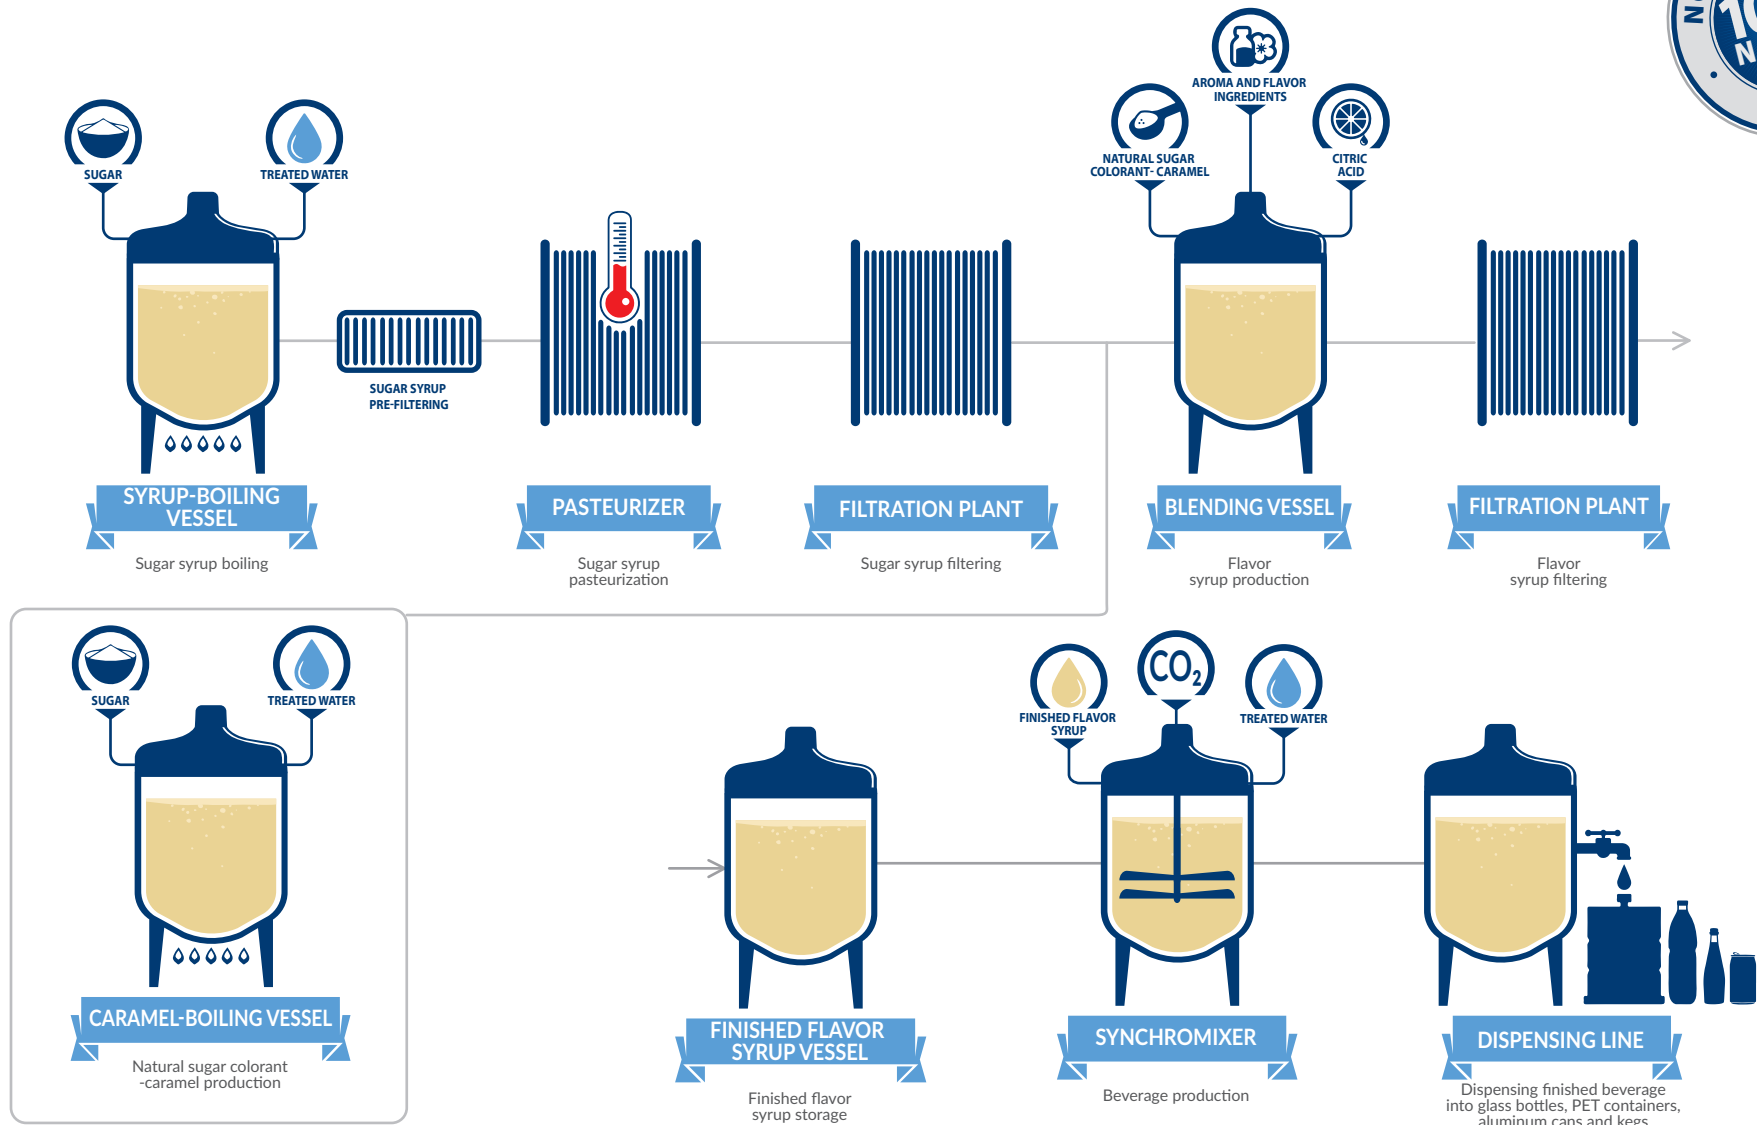 AROMA AND FLAVOR
INGREDIENTS
NATURAL SUGAR
COLORANT- CARAMEL
CITRIC
ACID
SUGAR
TREATED WATER
SUGAR SYRUP
PRE-FILTERING
SYRUP-BOILING
VESSEL
Sugar syrup boiling
PASTEURIZER
Sugar syrup
pasteurization
FILTRATION PLANT
Sugar syrup filtering
BLENDING VESSEL
Flavor
syrup production
FILTRATION PLANT
Flavor
syrup filtering
SUGAR
TREATED WATER
CARAMEL-BOILING VESSEL
Natural sugar colorant
-caramel production
FINISHED FLAVOR
SYRUP VESSEL
Finished flavor
syrup storage
FINISHED FLAVOR
SYRUP
CO₂
TREATED WATER
SYNCHROMIXER
Beverage production
DISPENSING LINE
Dispensing finished beverage
into glass bottles, PET containers,
aluminum cans and kegs